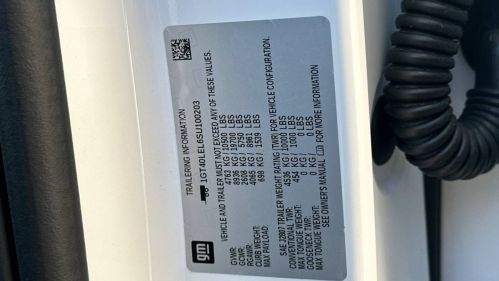 TRAILERING INFORMATION
1GT40LEL6SU100203
VEHICLE AND TRAILER MUST NOT EXCEED ANY OF THESE VALUES.
GVWR: 4763 KG / 10500 LBS
GCWR: 8936 KG / 19700 LBS
RGAWR: 2608 KG / 5750 LBS
CURB WEIGHT: 4065 KG / 8961 LBS
MAX PAYLOAD: 698 KG / 1539 LBS
SAE J2807 TRAILER WEIGHT RATING (TWR) FOR VEHICLE CONFIGURATION.
CONVENTIONAL TWR: 4536 KG / 10000 LBS
MAX TONGUE WEIGHT: 454 KG / 1000 LBS
GOOSENECK TWR: 0 KG / 0 LBS
MAX TONGUE WEIGHT: 0 KG / 0 LBS
SEE OWNER'S MANUAL FOR MORE INFORMATION
gm